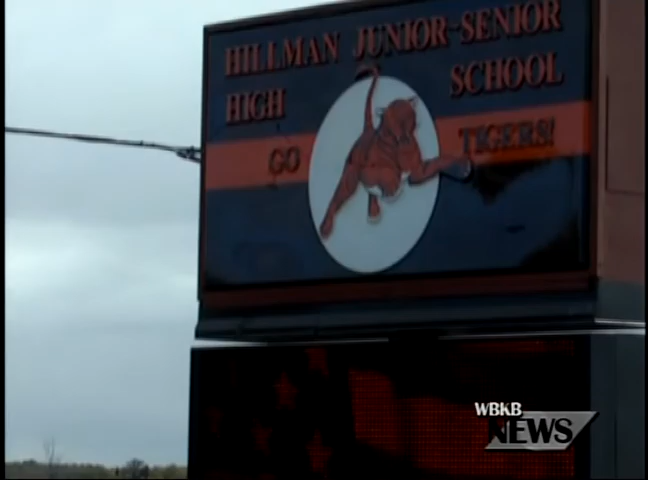 HILLMAN JUNIOR-SENIOR
HIGH SCHOOL
GO TIGERS!
WBKB
NEWS